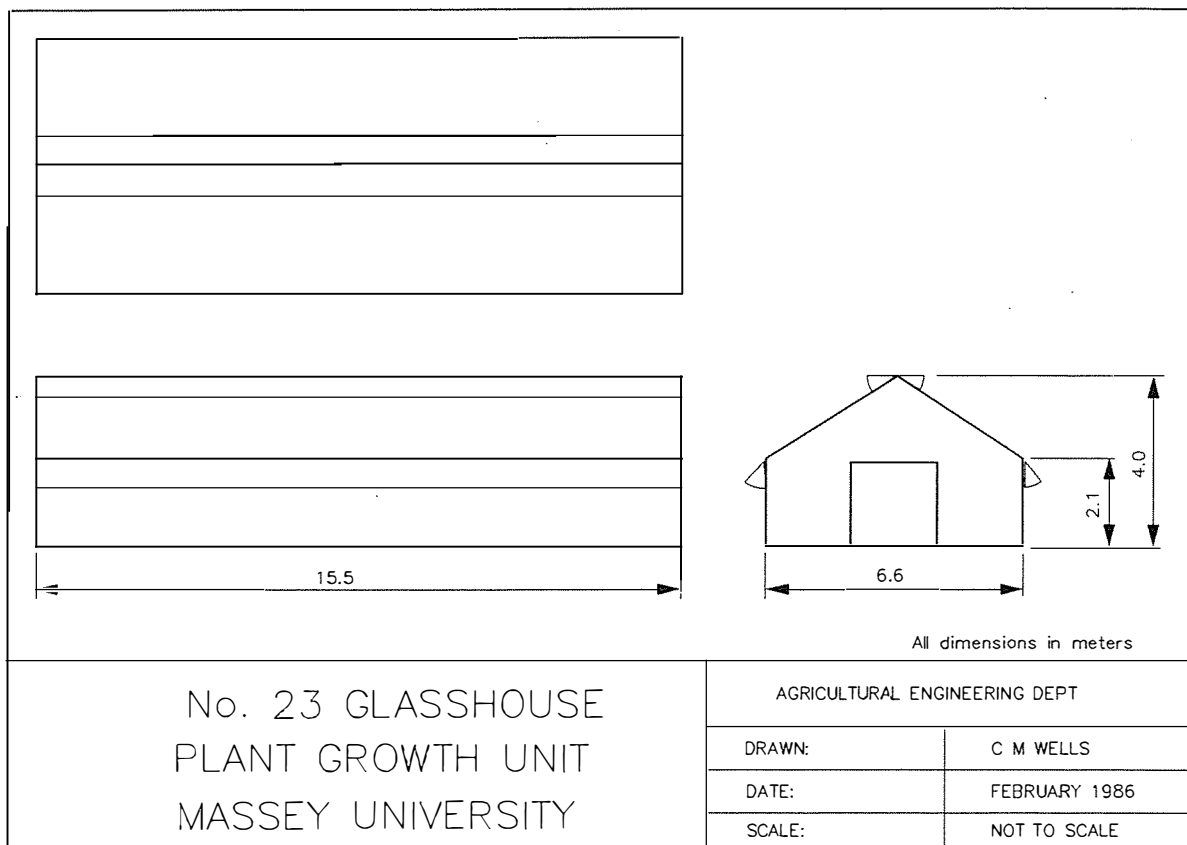 4.0
2.1
15.5
6.6
All dimensions in meters
No. 23 GLASSHOUSE
PLANT GROWTH UNIT
MASSEY UNIVERSITY
AGRICULTURAL ENGINEERING DEPT
DRAWN: C M WELLS
DATE: FEBRUARY 1986
SCALE: NOT TO SCALE